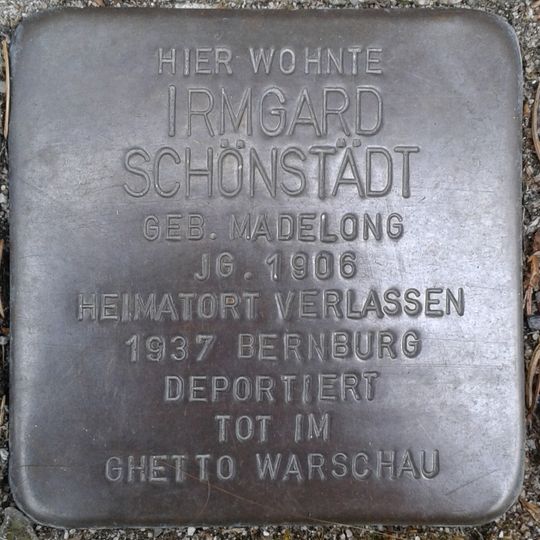 HIER WOHNTE
IRMGARD
SCHÖNSTÄDT
GEB. MADELONG
JG. 1906
HEIMATORT VERLASSEN
1937 BERNBURG
DEPORTIERT
TOT IM
GHETTO WARSCHAU